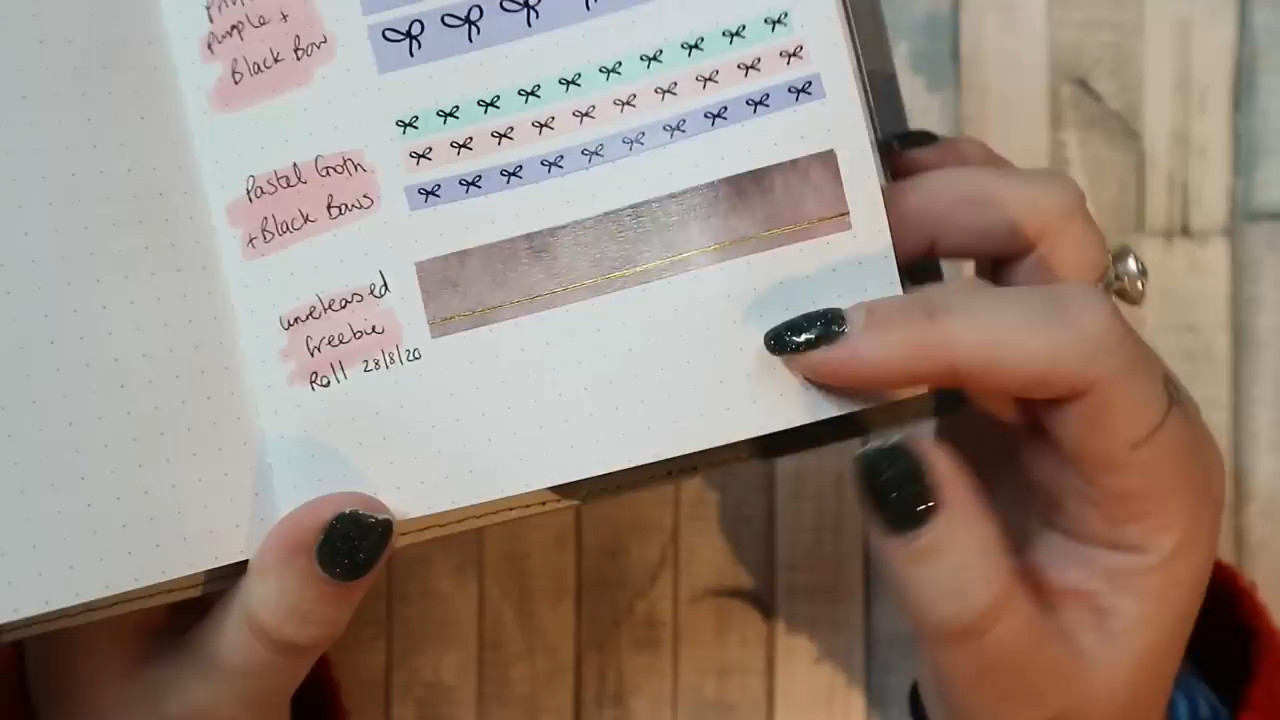 Purple +
Black Bow
Pastel Goth
+Black Bows
unreleased
freebie
Roll 28/8/20